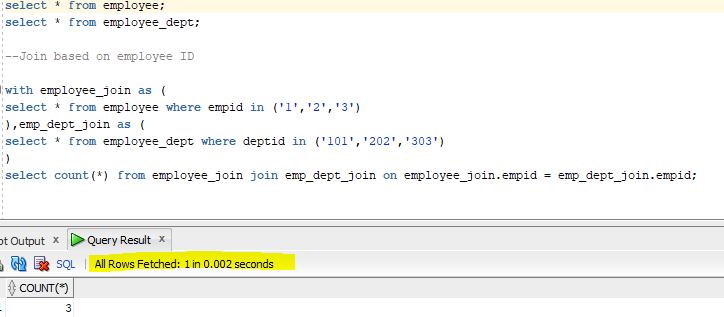 select * from employee;
select * from employee_dept;
--Join based on employee ID
with employee_join as (
select * from employee where empid in ('1','2','3')
),emp_dept_join as (
select * from employee_dept where deptid in ('101','202','303')
)
select count(*) from employee_join join emp_dept_join on employee_join.empid = emp_dept_join.empid;
Output x Query Result x
SQL | All Rows Fetched: 1 in 0.002 seconds
COUNT(*)
3